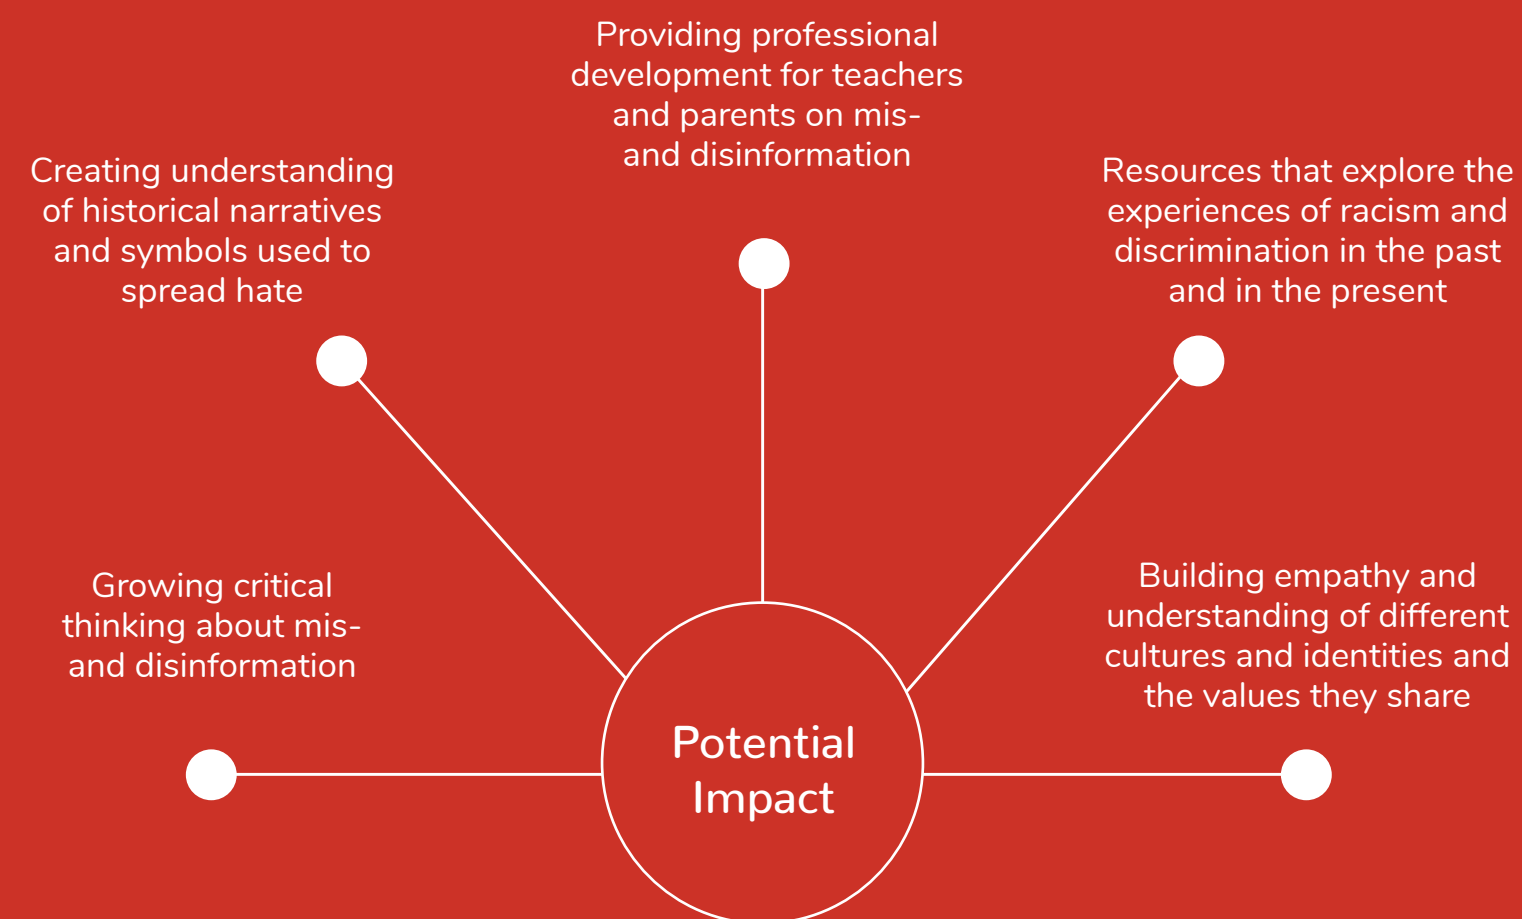 Providing professional
development for teachers
and parents on mis-
and disinformation
Creating understanding
of historical narratives
and symbols used to
spread hate
Resources that explore the
experiences of racism and
discrimination in the past
and in the present
Growing critical
thinking about mis-
and disinformation
Building empathy and
understanding of different
cultures and identities and
the values they share
Potential
Impact